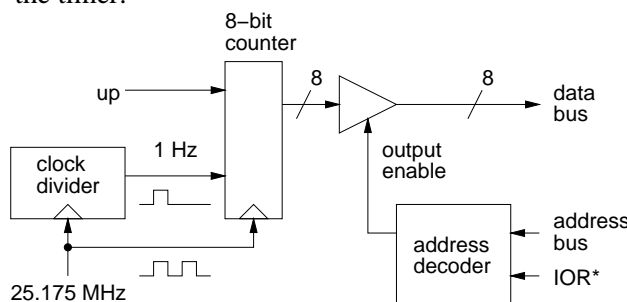 the timer.
8−bit
counter
up
8
8
data
bus
clock
divider
1 Hz
output
enable
address
decoder
address
bus
IOR*
25.175 MHz